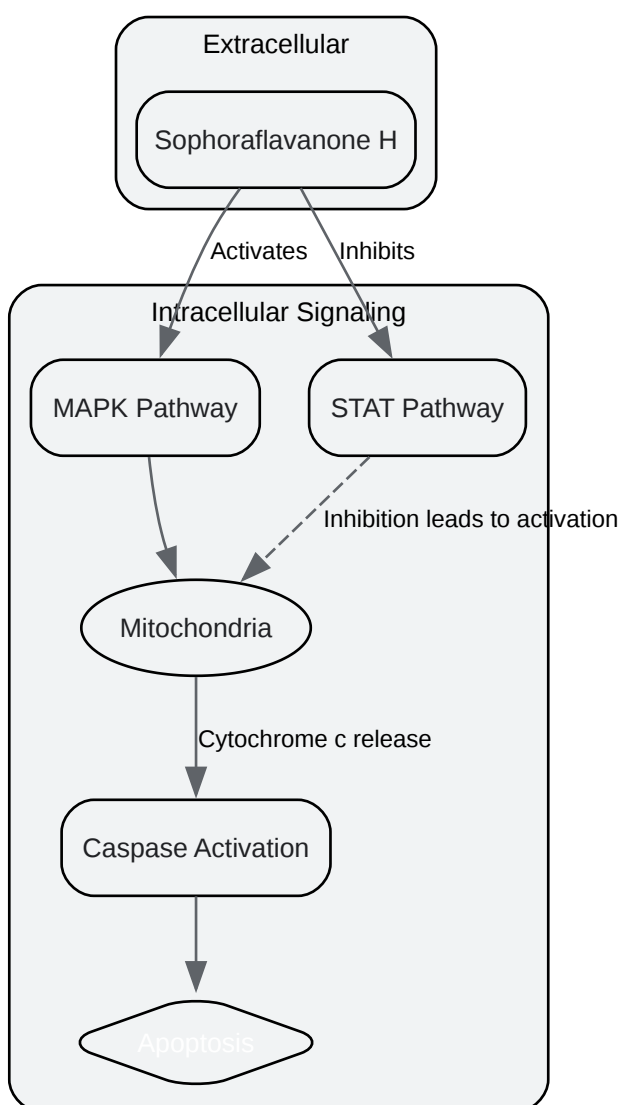 Extracellular
Sophoraflavanone H
Activates
Inhibits
Intracellular Signaling
MAPK Pathway
STAT Pathway
Inhibition leads to activation
Mitochondria
Cytochrome c release
Caspase Activation
Apoptosis